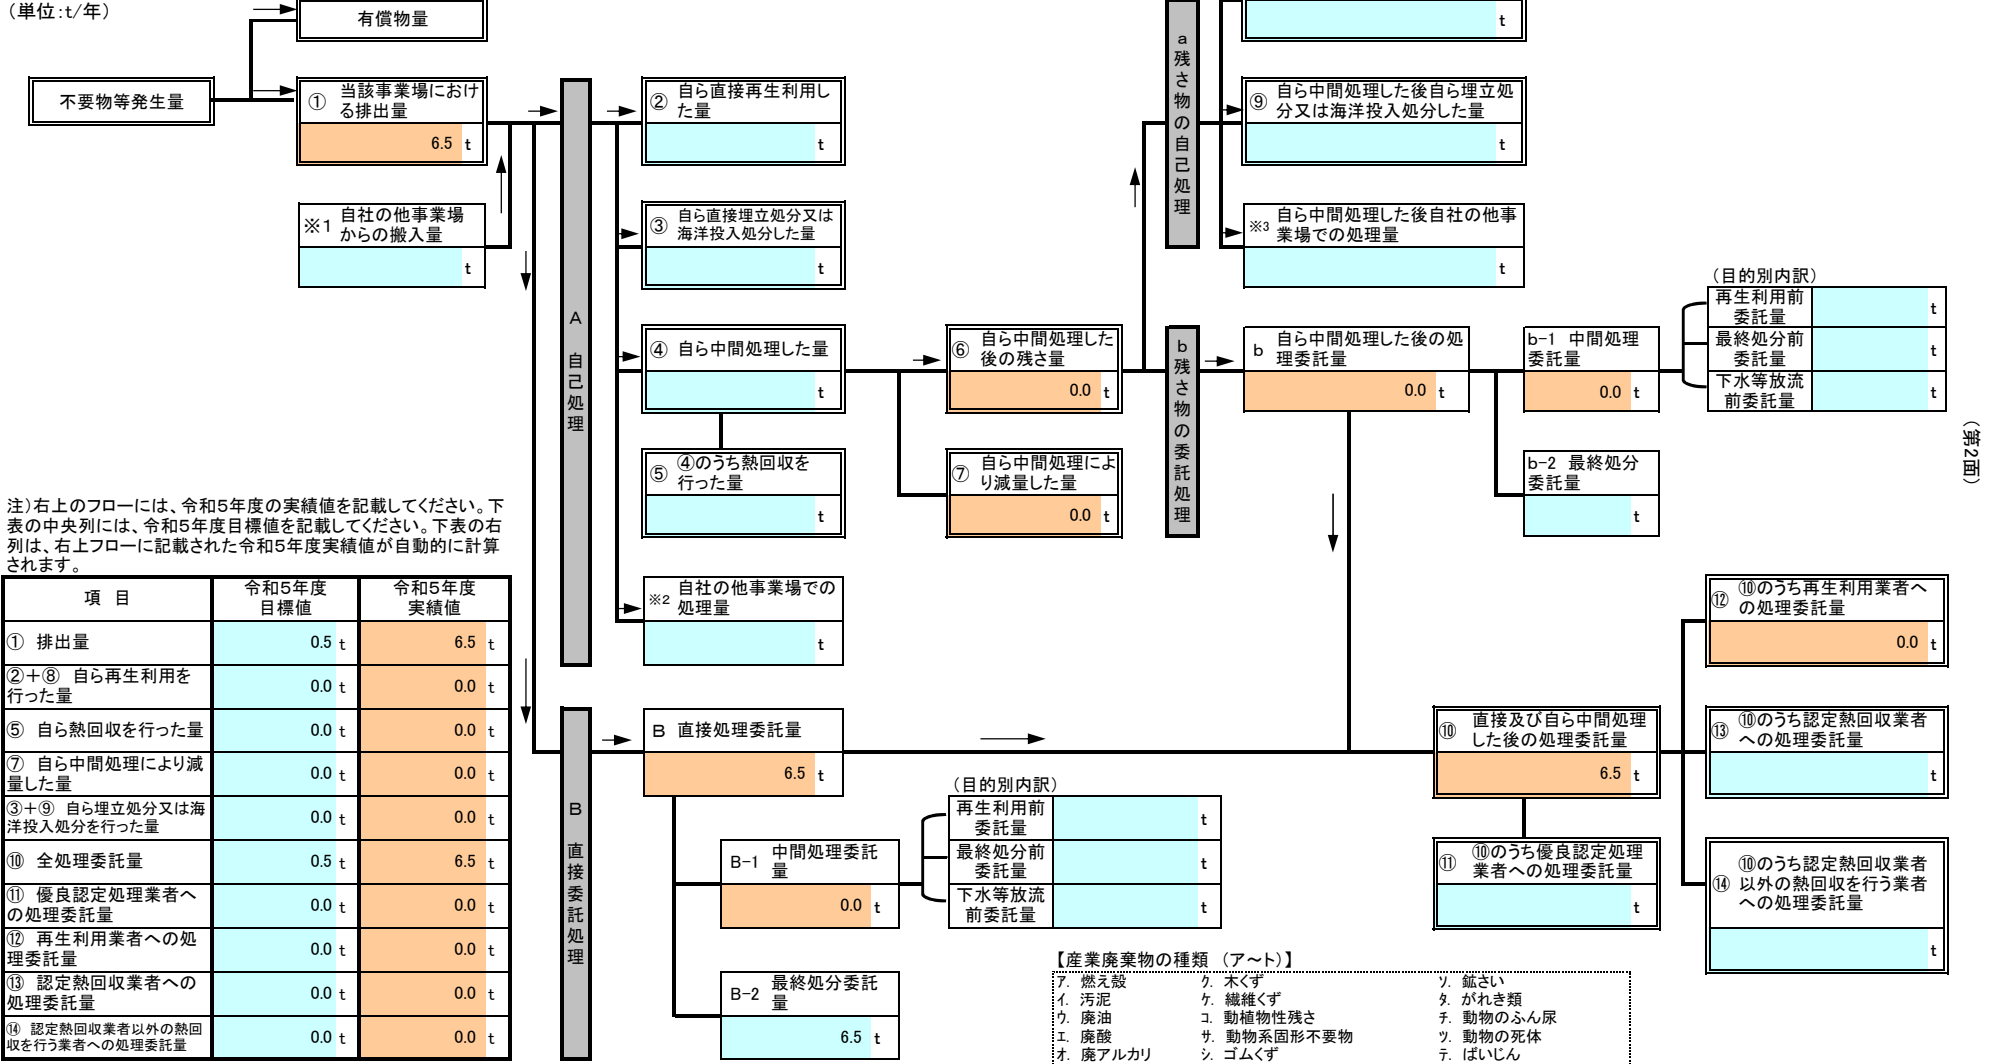 （単位:t/年）
有償物量
不要物等発生量
① 当該事業場におけ
る排出量
6.5 t
※1 自社の他事業場
からの搬入量
t
A 自己処理
② 自ら直接再生利用し
た量
t
③ 自ら直接埋立処分又は
海洋投入処分した量
t
④ 自ら中間処理した量
t
⑤ ④のうち熱回収を
行った量
t
※2 自社の他事業場での
処理量
t
⑥ 自ら中間処理した
後の残さ量
0.0 t
⑦ 自ら中間処理によ
り減量した量
0.0 t
a 残さ物の自己処理
t
⑨ 自ら中間処理した後自ら埋立処
分又は海洋投入処分した量
t
※3 自ら中間処理した後自社の他事
業場での処理量
t
b 残さ物の委託処理
b 自ら中間処理した後の処
理委託量
0.0 t
b-1 中間処理
委託量
0.0 t
（目的別内訳）
再生利用前
委託量 t
最終処分前
委託量 t
下水等放流
前委託量 t
b-2 最終処分
委託量
t
（第2面）
注）右上のフローには、令和5年度の実績値を記載してください。下
表の中央列には、令和5年度目標値を記載してください。下表の右
列は、右上フローに記載された令和5年度実績値が自動的に計算
されます。
項 目 令和5年度 令和5年度
目標値 実績値
① 排出量 0.5 t 6.5 t
②＋⑧ 自ら再生利用を
行った量 0.0 t 0.0 t
⑤ 自ら熱回収を行った量 0.0 t 0.0 t
⑦ 自ら中間処理により減
量した量 0.0 t 0.0 t
③＋⑨ 自ら埋立処分又は海
洋投入処分を行った量 0.0 t 0.0 t
⑩ 全処理委託量 0.5 t 6.5 t
⑪ 優良認定処理業者へ
の処理委託量 0.0 t 0.0 t
⑫ 再生利用業者への処
理委託量 0.0 t 0.0 t
⑬ 認定熱回収業者への
処理委託量 0.0 t 0.0 t
⑭ 認定熱回収業者以外の熱回
収を行う業者への処理委託量 0.0 t 0.0 t
B 直接委託処理
B 直接処理委託量
6.5 t
B-1 中間処理委託
量
0.0 t
（目的別内訳）
再生利用前
委託量 t
最終処分前
委託量 t
下水等放流
前委託量 t
B-2 最終処分委託
量
6.5 t
⑩ 直接及び自ら中間処理
した後の処理委託量
6.5 t
⑪ ⑩のうち優良認定処理
業者への処理委託量
t
⑫ ⑩のうち再生利用業者へ
の処理委託量
0.0 t
⑬ ⑩のうち認定熱回収業者
への処理委託量
t
⑭ ⑩のうち認定熱回収業者
以外の熱回収を行う業者
への処理委託量
t
【産業廃棄物の種類 （ア～ト）】
ア. 燃え殻 ク. 木くず ソ. 鉱さい
イ. 汚泥 ケ. 繊維くず タ. がれき類
ウ. 廃油 コ. 動植物性残さ チ. 動物のふん尿
エ. 廃酸 サ. 動物系固形不要物 ツ. 動物の死体
オ. 廃アルカリ シ. ゴムくず テ. ばいじん